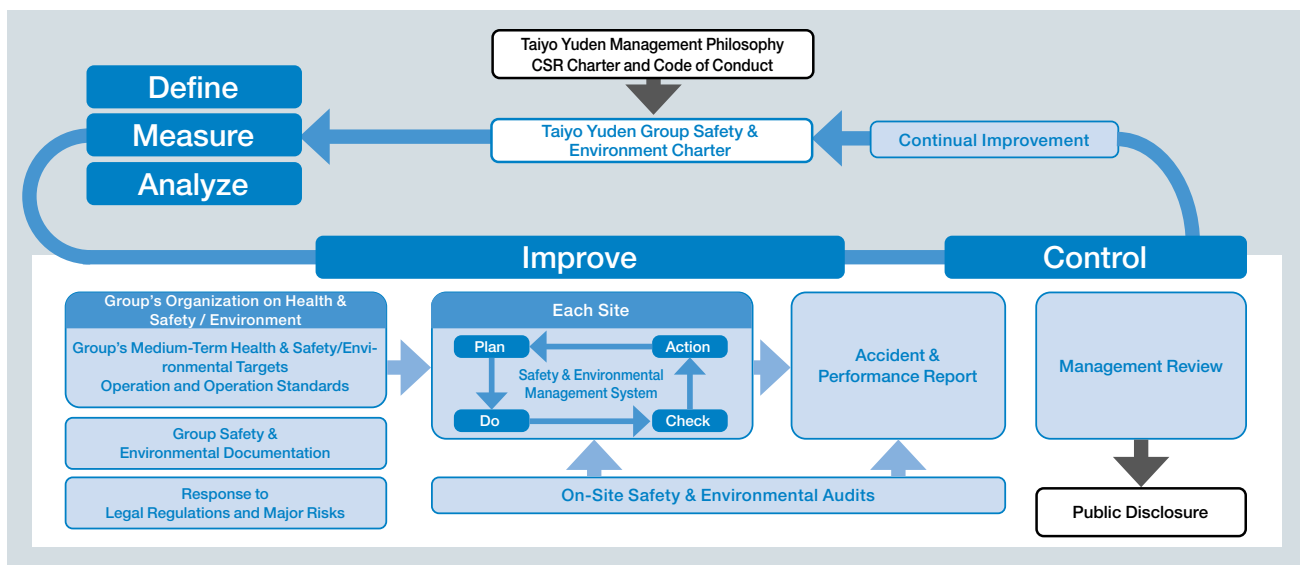 Taiyo Yuden Management Philosophy
CSR Charter and Code of Conduct
Define
Measure
Analyze
Taiyo Yuden Group Safety &
Environment Charter
Continual Improvement
Improve
Control
Group's Organization on Health &
Safety / Environment
Group's Medium-Term Health & Safety/Envi-
ronmental Targets
Operation and Operation Standards
Group Safety &
Environmental Documentation
Response to
Legal Regulations and Major Risks
Each Site
Plan
Action
Safety & Environmental
Management System
Do
Check
Accident &
Performance Report
On-Site Safety & Environmental Audits
Management Review
Public Disclosure